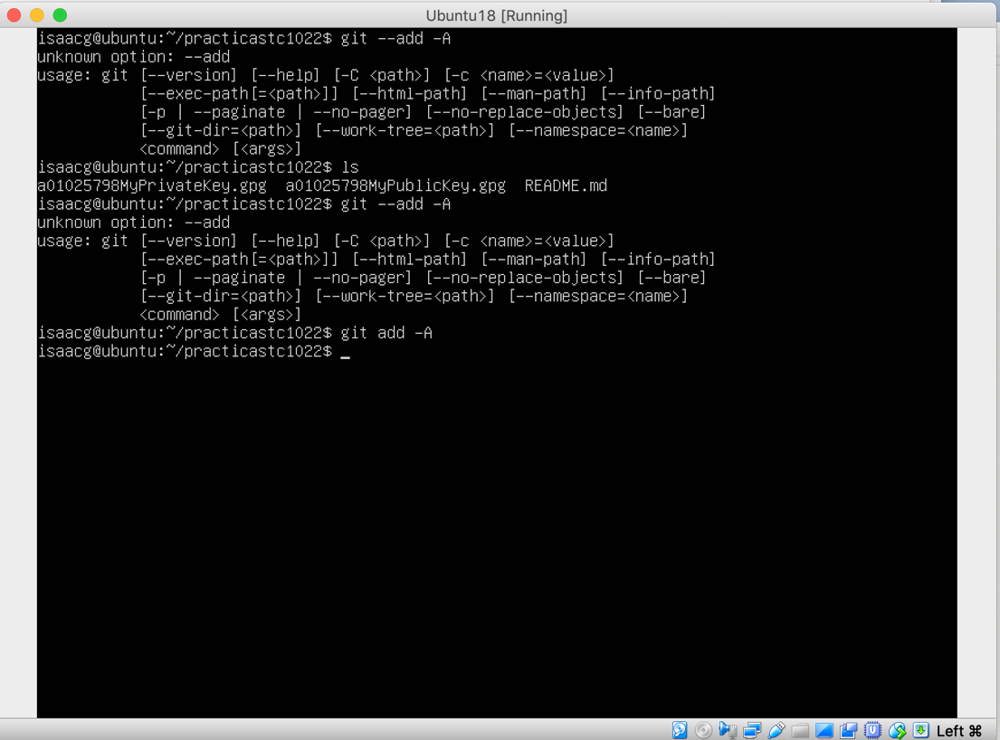 Ubuntu18 [Running]
isaacg@ubuntu:~/practicastc1022$ git --add -A
unknown option: --add
usage: git [--version] [--help] [-C <path>] [-c <name>=<value>]
           [--exec-path[=<path>]] [--html-path] [--man-path] [--info-path]
           [-p | --paginate | --no-pager] [--no-replace-objects] [--bare]
           [--git-dir=<path>] [--work-tree=<path>] [--namespace=<name>]
           <command> [<args>]
isaacg@ubuntu:~/practicastc1022$ ls
a01025798MyPrivateKey.gpg  a01025798MyPublicKey.gpg  README.md
isaacg@ubuntu:~/practicastc1022$ git --add -A
unknown option: --add
usage: git [--version] [--help] [-C <path>] [-c <name>=<value>]
           [--exec-path[=<path>]] [--html-path] [--man-path] [--info-path]
           [-p | --paginate | --no-pager] [--no-replace-objects] [--bare]
           [--git-dir=<path>] [--work-tree=<path>] [--namespace=<name>]
           <command> [<args>]
isaacg@ubuntu:~/practicastc1022$ git add -A
isaacg@ubuntu:~/practicastc1022$ _
Left ⌘